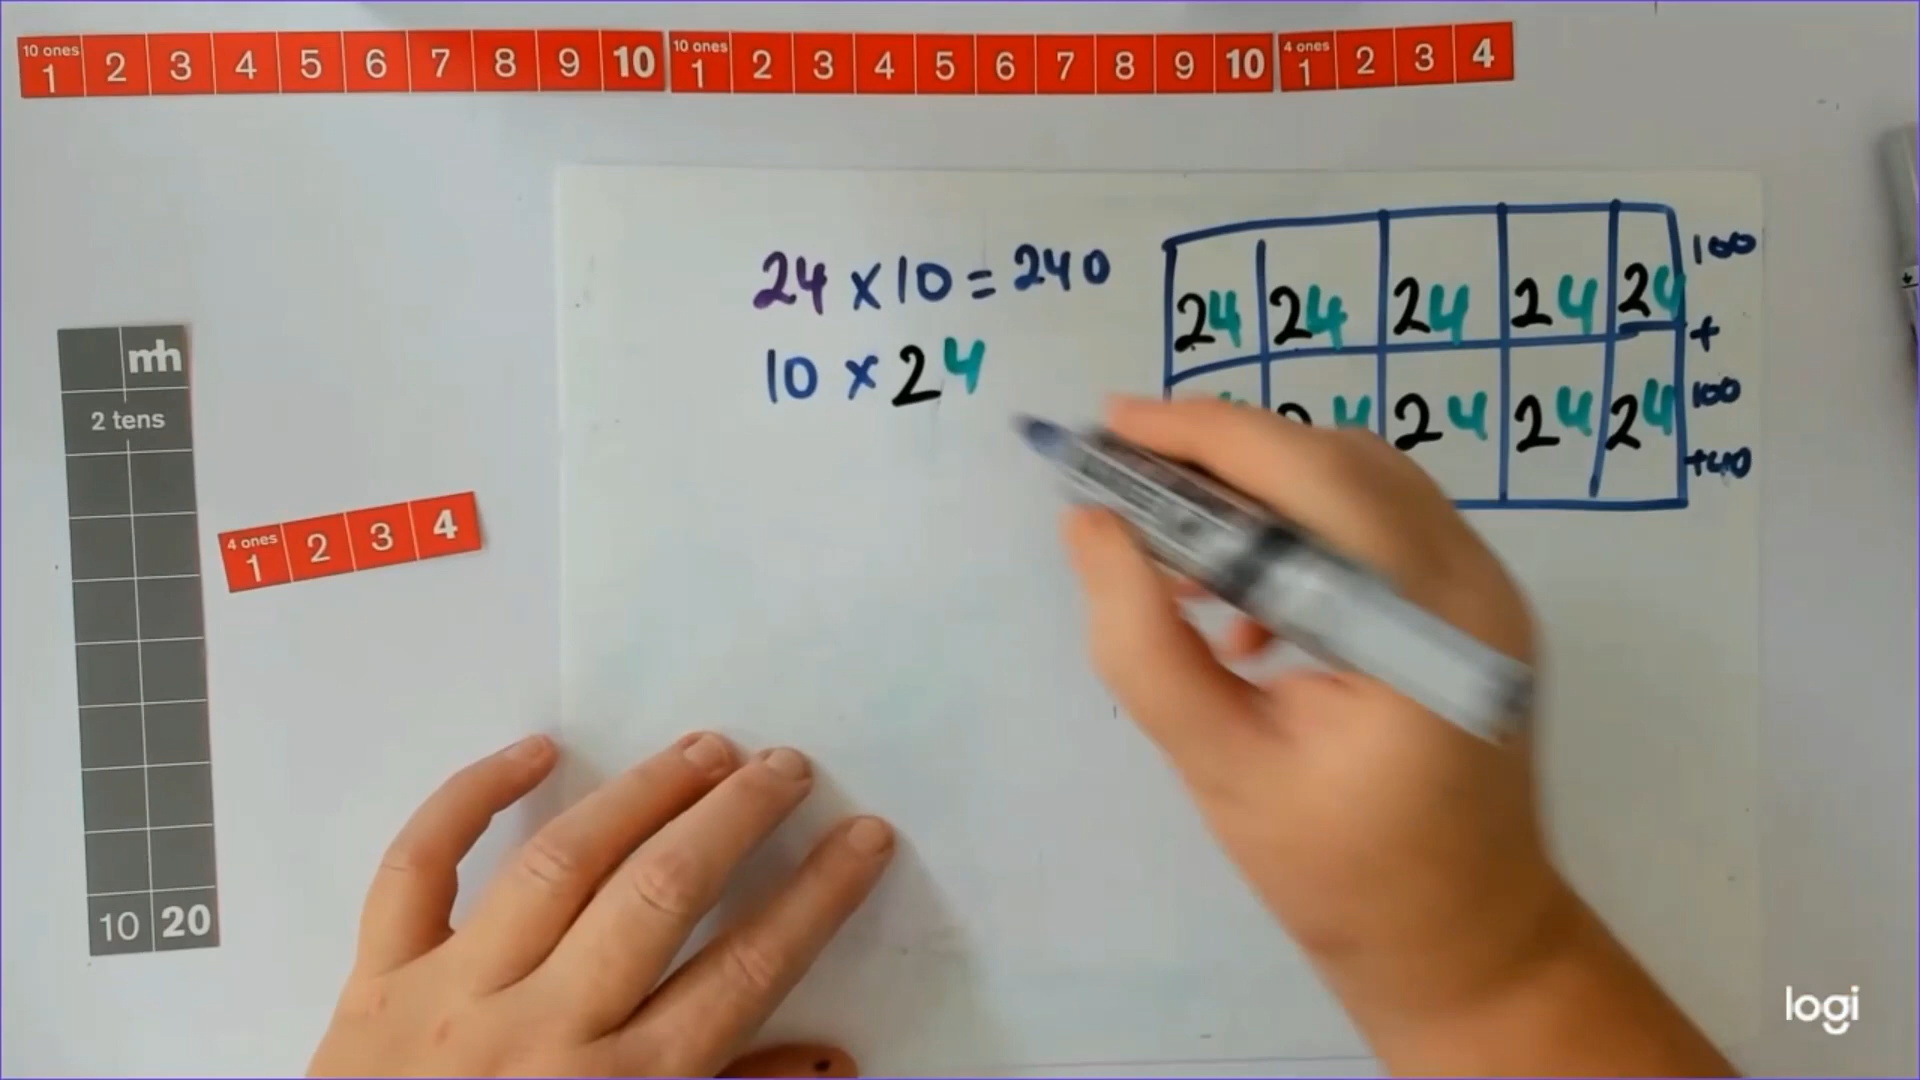 10 ones 1 2 3 4 5 6 7 8 9 10 10 ones 1 2 3 4 5 6 7 8 9 10 4 ones 1 2 3 4
24 x 10 = 240
10 x 24
24 24 24 24 24
24 24 24 24
100
+
100
+40
mh
2 tens
10 20
4 ones 1 2 3 4
logi